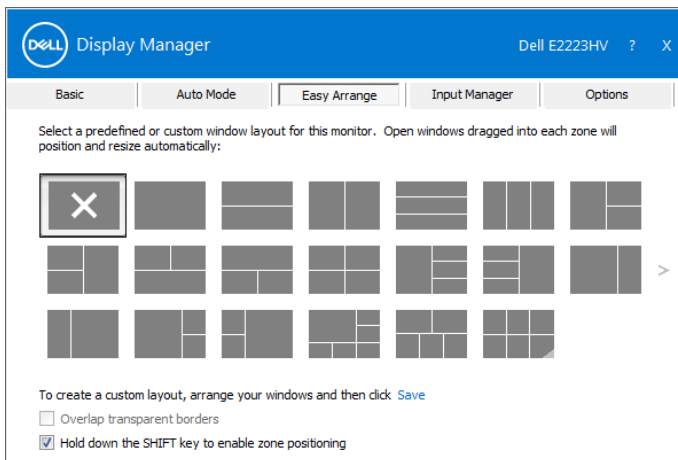 DELL Display Manager Dell E2223HV ? X
Basic Auto Mode Easy Arrange Input Manager Options
Select a predefined or custom window layout for this monitor. Open windows dragged into each zone will
position and resize automatically:
>
To create a custom layout, arrange your windows and then click Save
Overlap transparent borders
Hold down the SHIFT key to enable zone positioning